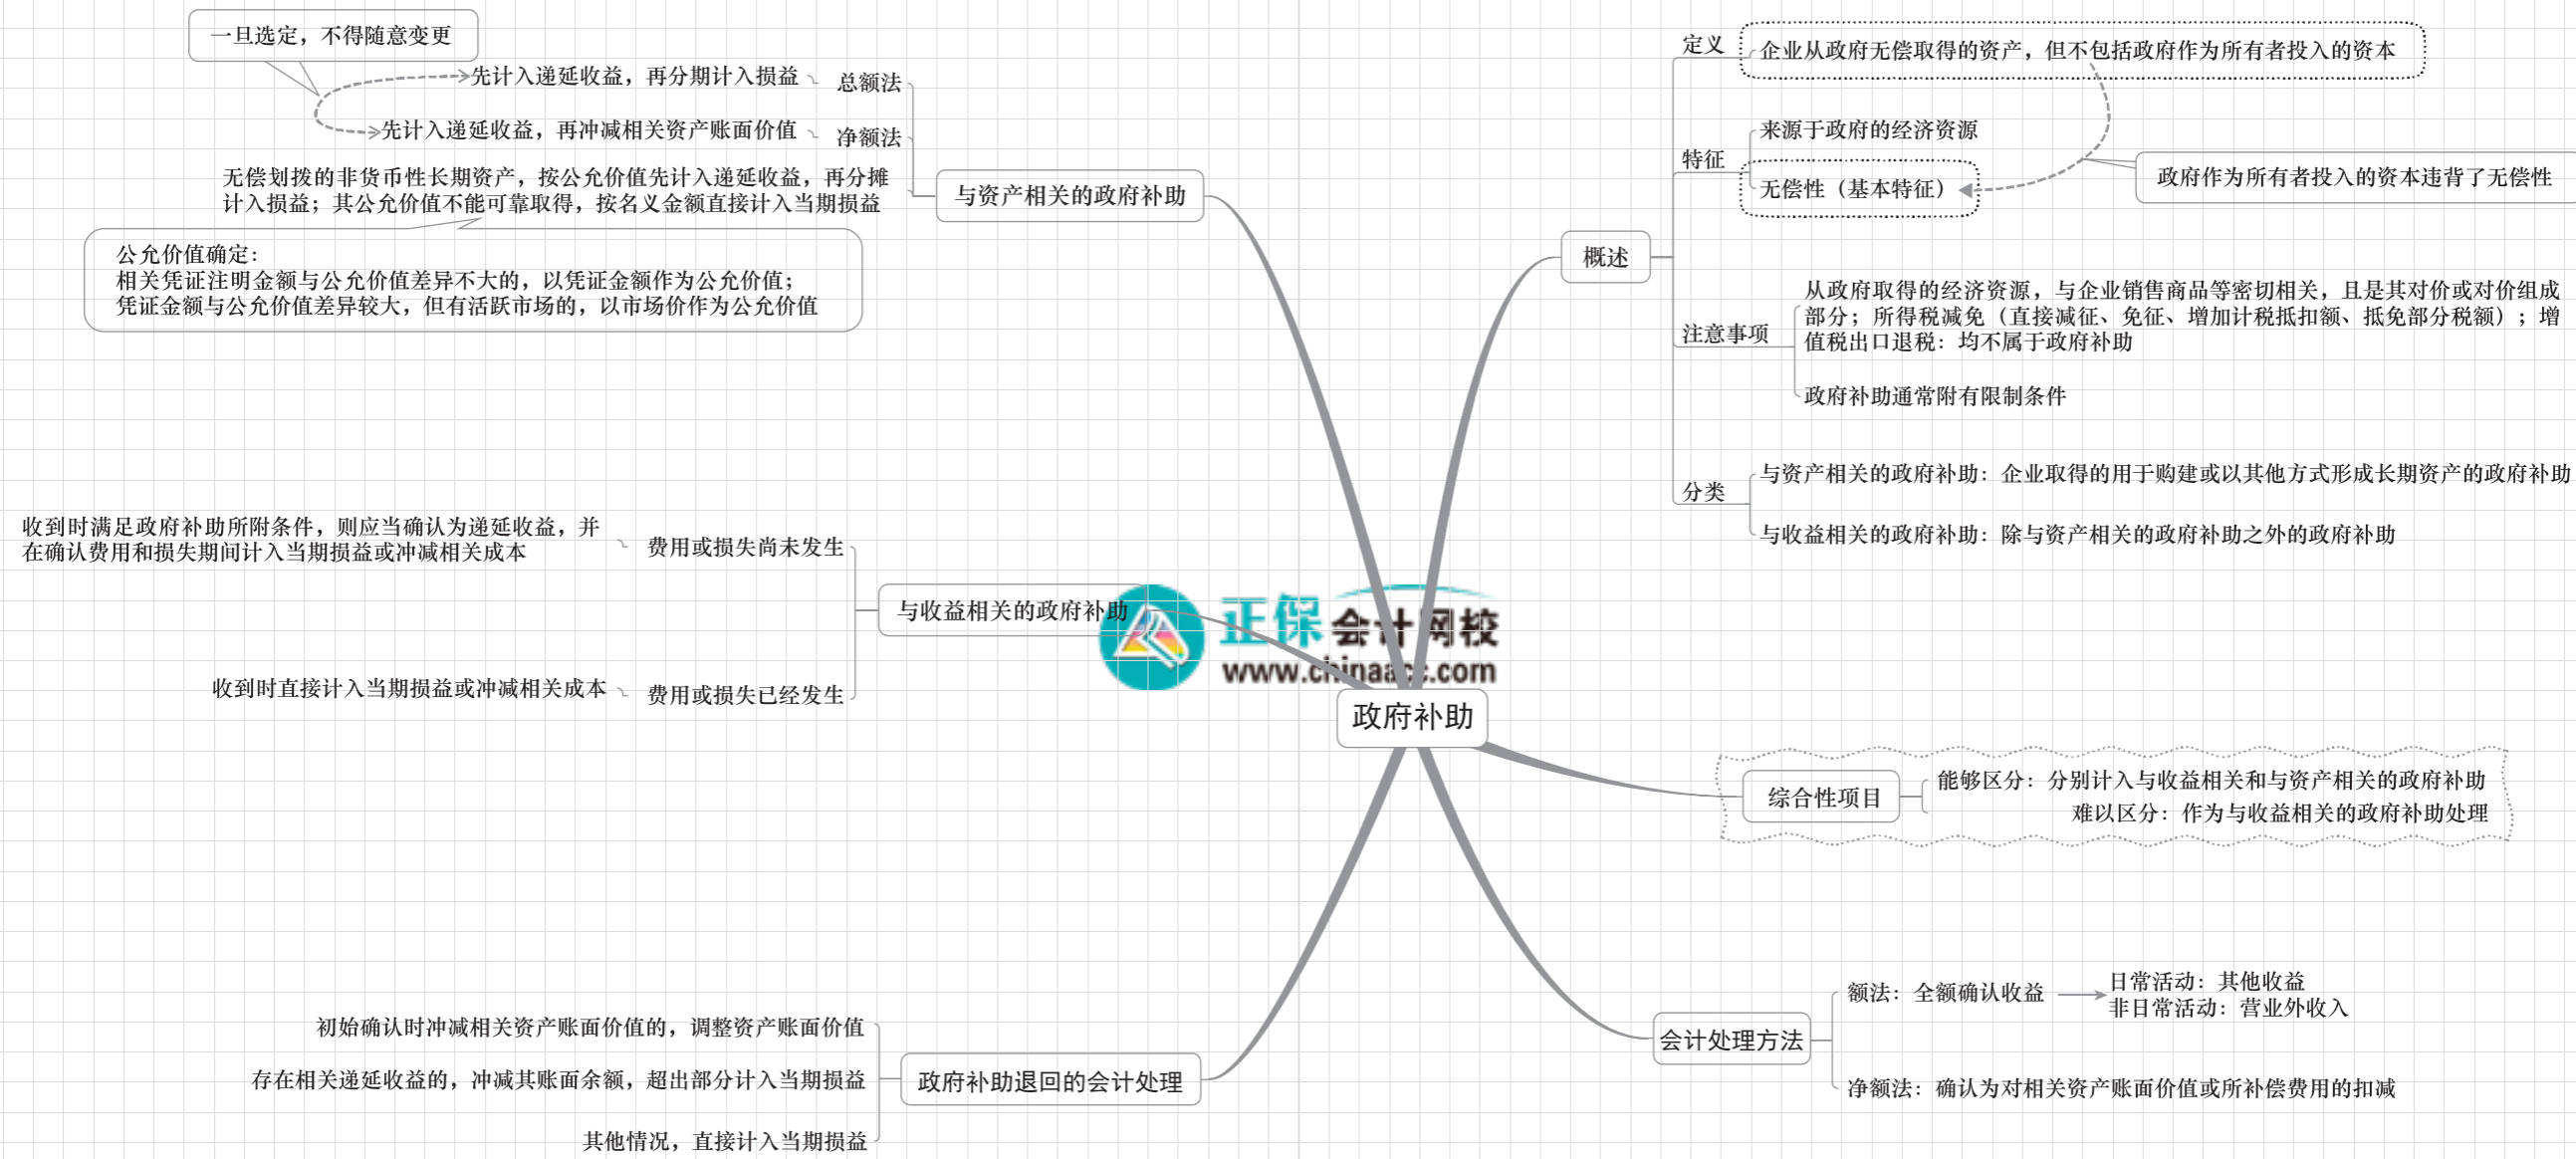 政府补助
概述
定义
企业从政府无偿取得的资产，但不包括政府作为所有者投入的资本
特征
来源于政府的经济资源
无偿性（基本特征）
政府作为所有者投入的资本违背了无偿性
注意事项
从政府取得的经济资源，与企业销售商品等密切相关，且是其对价或对价组成
部分；所得税减免（直接减征、免征、增加计税抵扣额、抵免部分税额）；增
值税出口退税：均不属于政府补助
政府补助通常附有限制条件
分类
与资产相关的政府补助：企业取得的用于购建或以其他方式形成长期资产的政府补助
与收益相关的政府补助：除与资产相关的政府补助之外的政府补助
综合性项目
能够区分：分别计入与收益相关和与资产相关的政府补助
难以区分：作为与收益相关的政府补助处理
会计处理方法
额法：全额确认收益
日常活动：其他收益
非日常活动：营业外收入
净额法：确认为对相关资产账面价值或所补偿费用的扣减
与资产相关的政府补助
总额法
先计入递延收益，再分期计入损益
一旦选定，不得随意变更
净额法
先计入递延收益，再冲减相关资产账面价值
无偿划拨的非货币性长期资产，按公允价值先计入递延收益，再分摊
计入损益；其公允价值不能可靠取得，按名义金额直接计入当期损益
公允价值确定：
相关凭证注明金额与公允价值差异不大的，以凭证金额作为公允价值；
凭证金额与公允价值差异较大，但有活跃市场的，以市场价作为公允价值
与收益相关的政府补助
费用或损失尚未发生
收到时满足政府补助所附条件，则应当确认为递延收益，并
在确认费用和损失期间计入当期损益或冲减相关成本
费用或损失已经发生
收到时直接计入当期损益或冲减相关成本
政府补助退回的会计处理
初始确认时冲减相关资产账面价值的，调整资产账面价值
存在相关递延收益的，冲减其账面余额，超出部分计入当期损益
其他情况，直接计入当期损益
正保会计网校
www.chinaacc.com